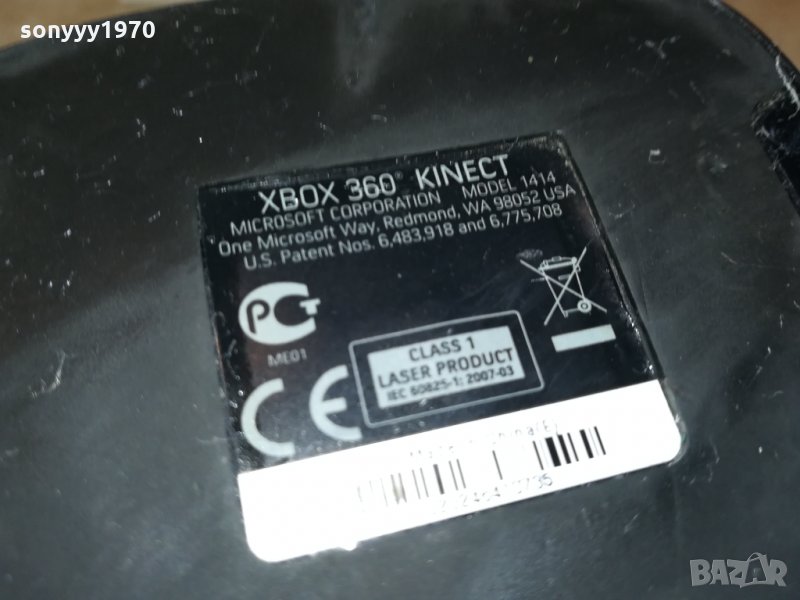 sonyyy1970
XBOX 360® KINECT
MICROSOFT CORPORATION MODEL 1414
One Microsoft Way, Redmond, WA 98052 USA
U.S. Patent Nos. 6,483,918 and 6,775,708
PCT
ME01
CE
CLASS 1
LASER PRODUCT
IEC 60825-1: 2007-03
BAZAR